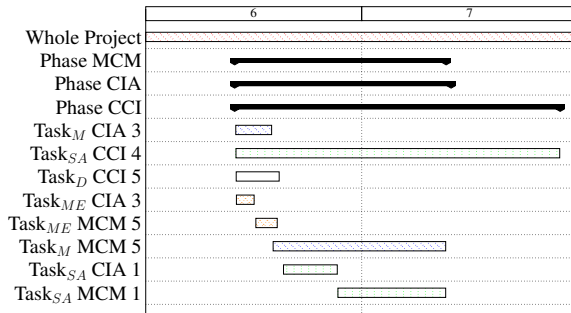 6 7
Whole Project
Phase MCM
Phase CIA
Phase CCI
Task_M CIA 3
Task_SA CCI 4
Task_D CCI 5
Task_ME CIA 3
Task_ME MCM 5
Task_M MCM 5
Task_SA CIA 1
Task_SA MCM 1